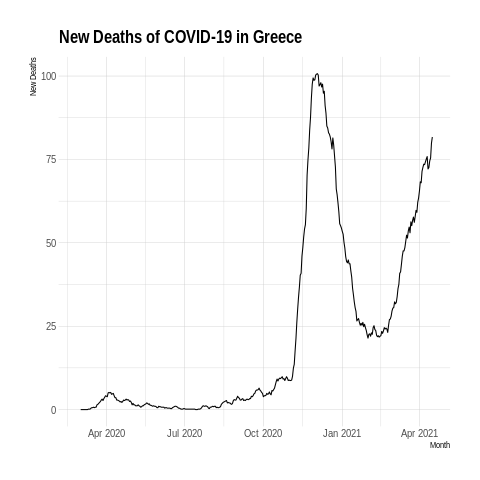 New Deaths of COVID-19 in Greece
New Deaths
100
75
50
25
0
Apr 2020 Jul 2020 Oct 2020 Jan 2021 Apr 2021
Month